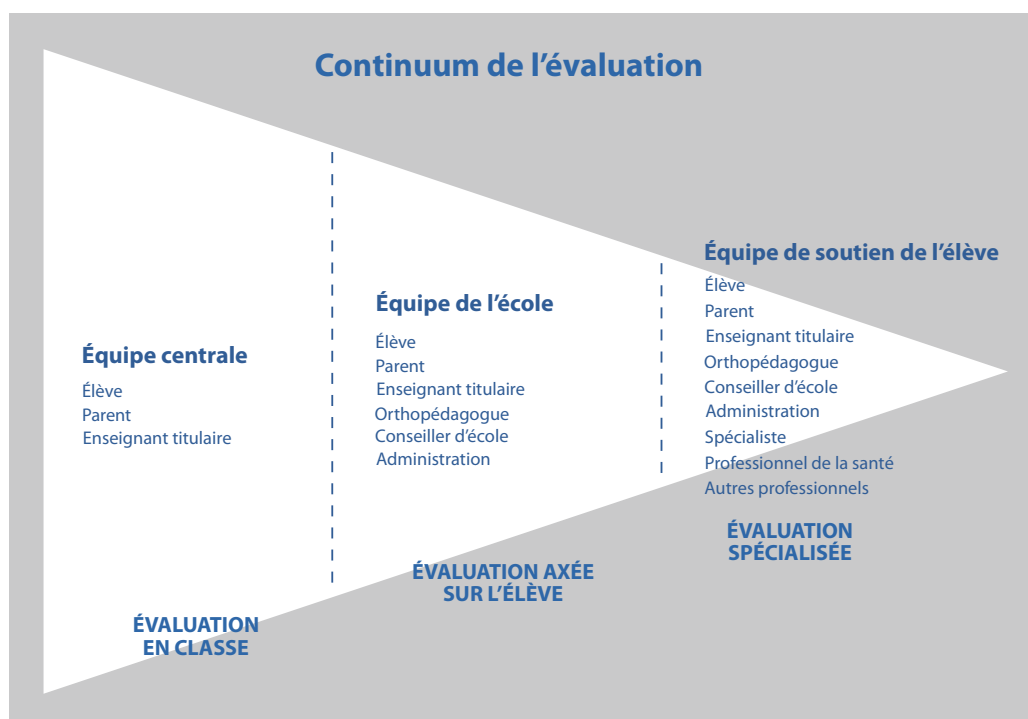 Continuum de l’évaluation
Équipe centrale
Élève
Parent
Enseignant titulaire
ÉVALUATION
EN CLASSE
Équipe de l’école
Élève
Parent
Enseignant titulaire
Orthopédagogue
Conseiller d’école
Administration
ÉVALUATION AXÉE
SUR L’ÉLÈVE
Équipe de soutien de l’élève
Élève
Parent
Enseignant titulaire
Orthopédagogue
Conseiller d’école
Administration
Spécialiste
Professionnel de la santé
Autres professionnels
ÉVALUATION
SPÉCIALISÉE